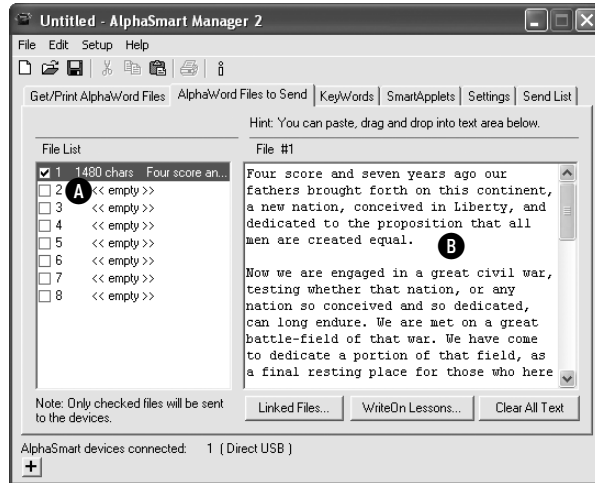 Untitled - AlphaSmart Manager 2
File Edit Setup Help
Get/Print AlphaWord Files AlphaWord Files to Send KeyWords SmartApplets Settings Send List
Hint: You can paste, drag and drop into text area below.
File List
File #1
1 1480 chars Four score an...
2 << empty >>
3 << empty >>
4 << empty >>
5 << empty >>
6 << empty >>
7 << empty >>
8 << empty >>
A
Four score and seven years ago our
fathers brought forth on this continent,
a new nation, conceived in Liberty, and
dedicated to the proposition that all
men are created equal.
B
Now we are engaged in a great civil war,
testing whether that nation, or any
nation so conceived and so dedicated,
can long endure. We are met on a great
battle-field of that war. We have come
to dedicate a portion of that field, as
a final resting place for those who here
Note: Only checked files will be sent
to the devices.
Linked Files... WriteOn Lessons... Clear All Text
AlphaSmart devices connected: 1 (Direct USB)